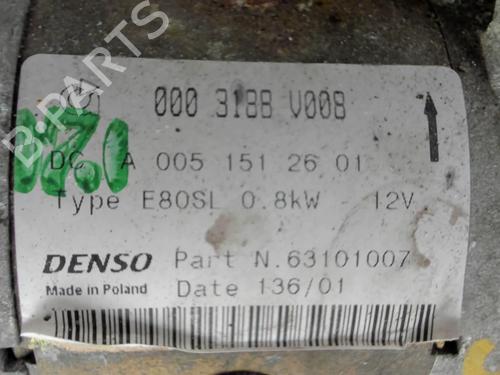 000 3188 V008
DC A 005 151 26 01
Type E80SL 0.8kW - 12V
DENSO Part N.63101007
Made in Poland Date 136/01
B-PARTS